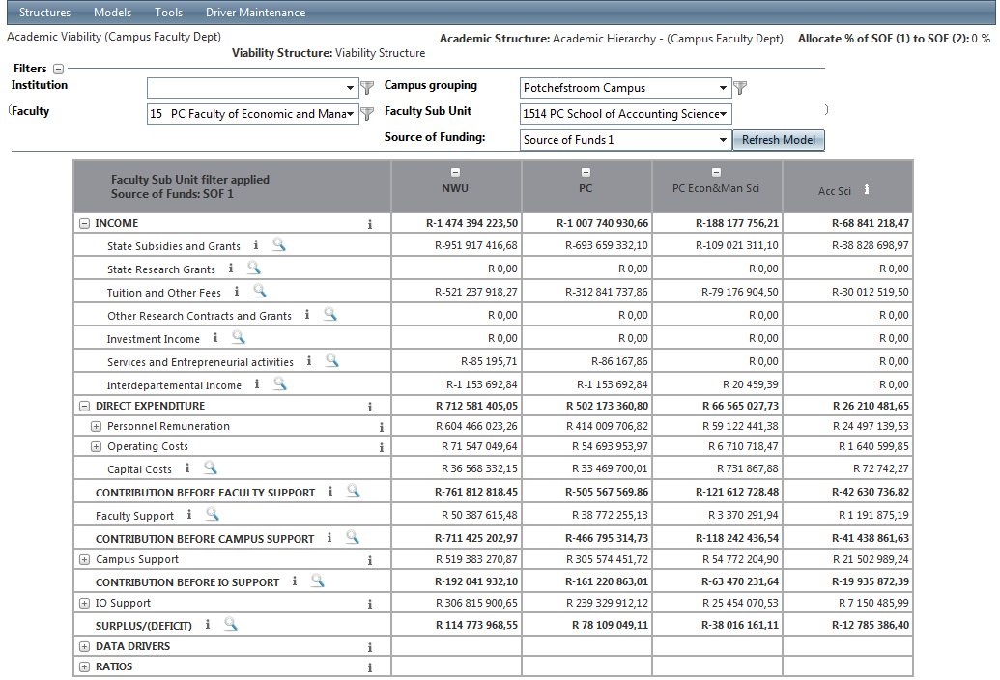 Structures Models Tools Driver Maintenance
Academic Viability (Campus Faculty Dept) Academic Structure: Academic Hierarchy - (Campus Faculty Dept) Allocate % of SOF (1) to SOF (2): 0 %
Viability Structure: Viability Structure
Filters
Institution Campus grouping Potchefstroom Campus
Faculty 15 PC Faculty of Economic and Mana Faculty Sub Unit 1514 PC School of Accounting Science
Source of Funding: Source of Funds 1 Refresh Model
Faculty Sub Unit filter applied
Source of Funds: SOF 1 NWU PC PC Econ&Man Sci Acc Sci
INCOME R-1 474 394 223,50 R-1 007 740 930,66 R-188 177 756,21 R-68 841 218,47
State Subsidies and Grants R-951 917 416,68 R-693 659 332,10 R-109 021 311,10 R-38 828 698,97
State Research Grants R 0,00 R 0,00 R 0,00 R 0,00
Tuition and Other Fees R-521 237 918,27 R-312 841 737,86 R-79 176 904,50 R-30 012 519,50
Other Research Contracts and Grants R 0,00 R 0,00 R 0,00 R 0,00
Investment Income R 0,00 R 0,00 R 0,00 R 0,00
Services and Entrepreneurial activities R-85 195,71 R-86 167,86 R 0,00 R 0,00
Interdepartemental Income R-1 153 692,84 R-1 153 692,84 R 20 459,39 R 0,00
DIRECT EXPENDITURE R 712 581 405,05 R 502 173 360,80 R 66 565 027,73 R 26 210 481,65
Personnel Remuneration R 604 466 023,26 R 414 009 706,82 R 59 122 441,38 R 24 497 139,53
Operating Costs R 71 547 049,64 R 54 693 953,97 R 6 710 718,47 R 1 640 599,85
Capital Costs R 36 568 332,15 R 33 469 700,01 R 731 867,88 R 72 742,27
CONTRIBUTION BEFORE FACULTY SUPPORT R-761 812 818,45 R-505 567 569,86 R-121 612 728,48 R-42 630 736,82
Faculty Support R 50 387 615,48 R 38 772 255,13 R 3 370 291,94 R 1 191 875,19
CONTRIBUTION BEFORE CAMPUS SUPPORT R-711 425 202,97 R-466 795 314,73 R-118 242 436,54 R-41 438 861,63
Campus Support R 519 383 270,87 R 305 574 451,72 R 54 772 204,90 R 21 502 989,24
CONTRIBUTION BEFORE IO SUPPORT R-192 041 932,10 R-161 220 863,01 R-63 470 231,64 R-19 935 872,39
IO Support R 306 815 900,65 R 239 329 912,12 R 25 454 070,53 R 7 150 485,99
SURPLUS/(DEFICIT) R 114 773 968,55 R 78 109 049,11 R-38 016 161,11 R-12 785 386,40
DATA DRIVERS
RATIOS